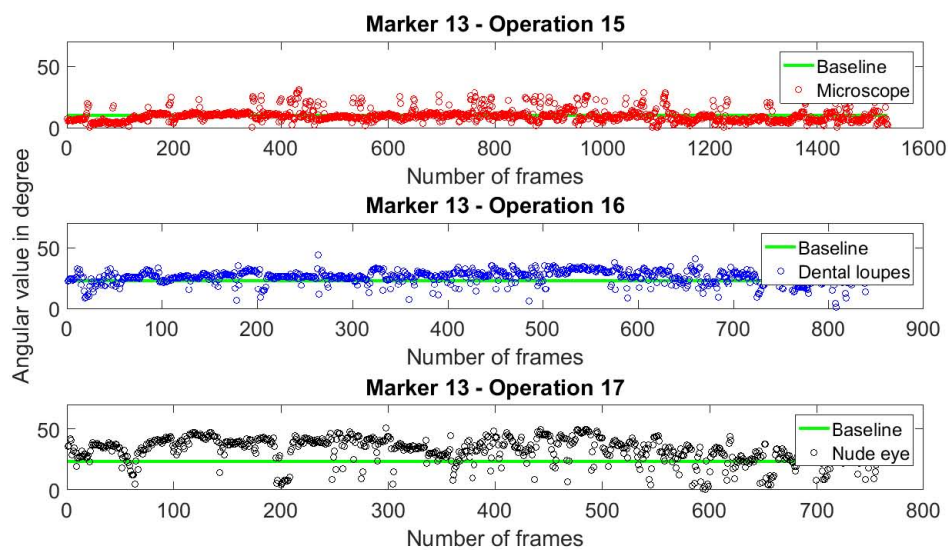 Marker 13 - Operation 15
50
0
Baseline
Microscope
0 200 400 600 800 1000 1200 1400 1600
Number of frames
Angular value in degree
Marker 13 - Operation 16
50
0
Baseline
Dental loupes
0 100 200 300 400 500 600 700 800 900
Number of frames
Marker 13 - Operation 17
50
0
Baseline
Nude eye
0 100 200 300 400 500 600 700 800
Number of frames